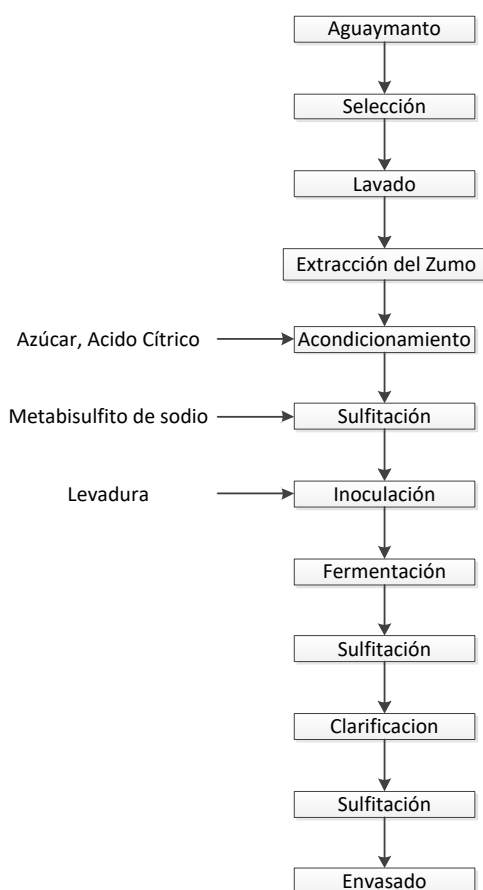 Aguaymanto
Selección
Lavado
Extracción del Zumo
Azúcar, Acido Cítrico
Acondicionamiento
Metabisulfito de sodio
Sulfitación
Levadura
Inoculación
Fermentación
Sulfitación
Clarificacion
Sulfitación
Envasado